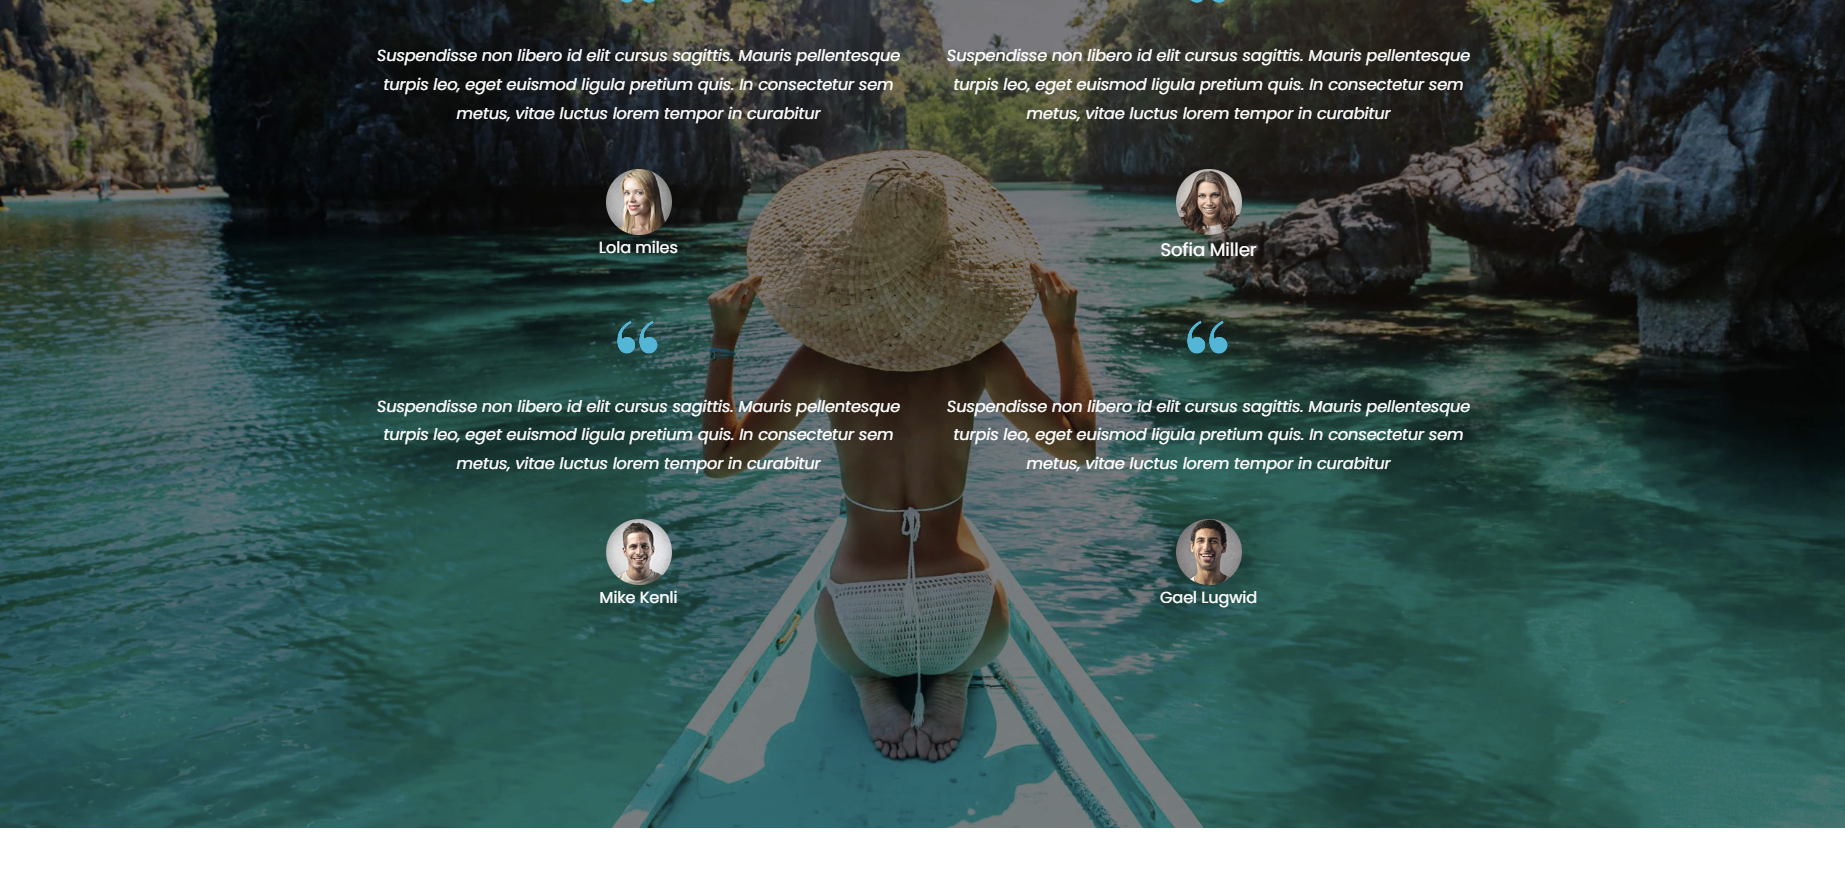 Suspendisse non libero id elit cursus sagittis. Mauris pellentesque
turpis leo, eget euismod ligula pretium quis. In consectetur sem
metus, vitae luctus lorem tempor in curabitur
Lola miles
Suspendisse non libero id elit cursus sagittis. Mauris pellentesque
turpis leo, eget euismod ligula pretium quis. In consectetur sem
metus, vitae luctus lorem tempor in curabitur
Sofia Miller
“
Suspendisse non libero id elit cursus sagittis. Mauris pellentesque
turpis leo, eget euismod ligula pretium quis. In consectetur sem
metus, vitae luctus lorem tempor in curabitur
Mike Kenli
“
Suspendisse non libero id elit cursus sagittis. Mauris pellentesque
turpis leo, eget euismod ligula pretium quis. In consectetur sem
metus, vitae luctus lorem tempor in curabitur
Gael Lugwid